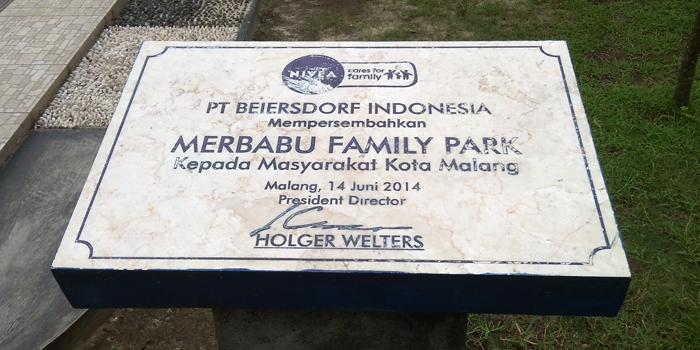 NIVEA cares for family
PT BEIERSDORF INDONESIA
Mempersembahkan
MERBABU FAMILY PARK
Kepada Masyarakat Kota Malang
Malang, 14 Juni 2014
President Director
HOLGER WELTERS